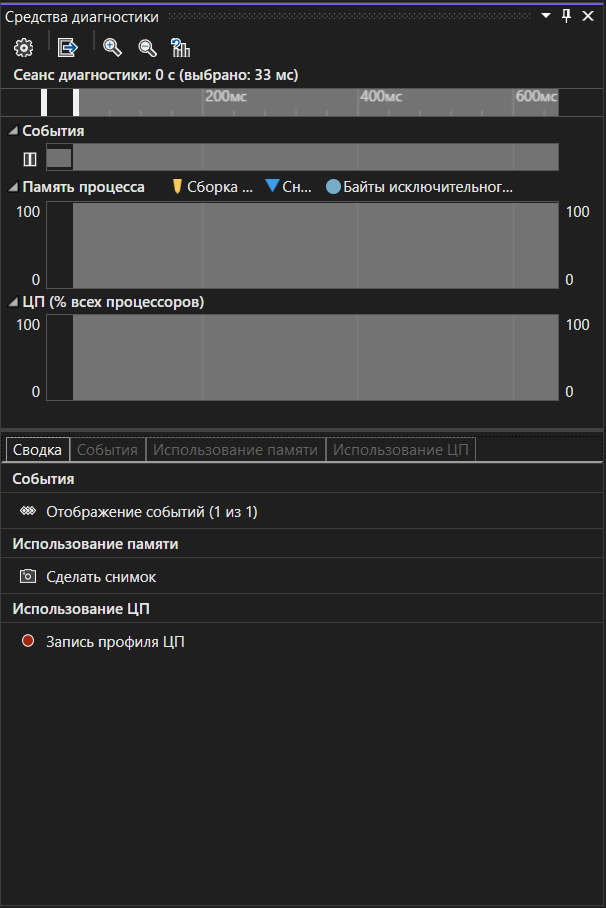 Средства диагностики
Сеанс диагностики: 0 с (выбрано: 33 мс)
200мс 400мс 600мс
События
Память процесса Сборка ... Сн... Байты исключительног...
100 100
0 0
ЦП (% всех процессоров)
100 100
0 0
Сводка События Использование памяти Использование ЦП
События
Отображение событий (1 из 1)
Использование памяти
Сделать снимок
Использование ЦП
Запись профиля ЦП